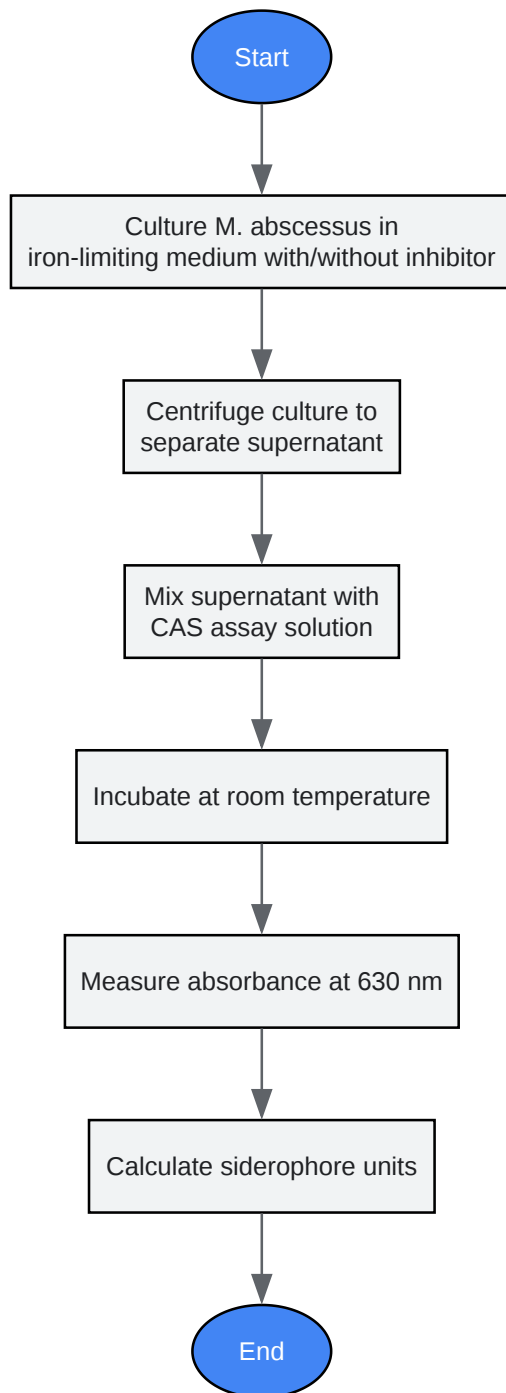 Start
Culture M. abscessus in
iron-limiting medium with/without inhibitor
Centrifuge culture to
separate supernatant
Mix supernatant with
CAS assay solution
Incubate at room temperature
Measure absorbance at 630 nm
Calculate siderophore units
End